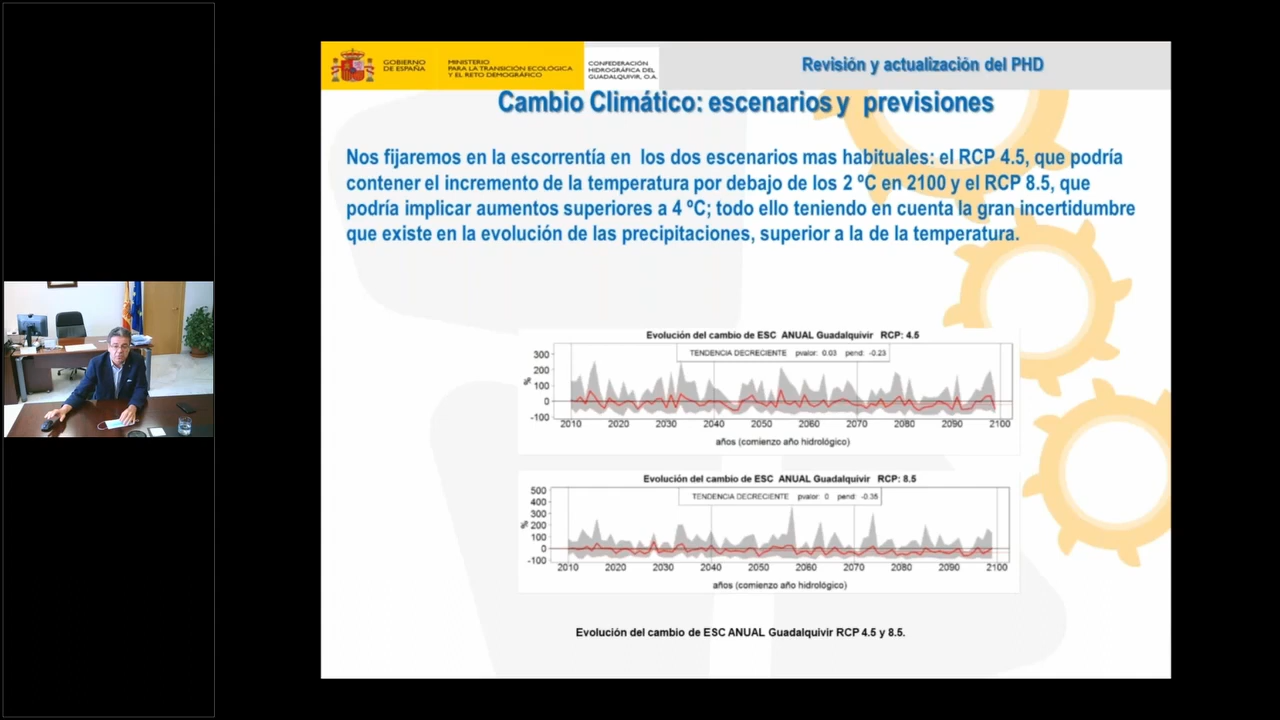 GOBIERNO
DE ESPAÑA
MINISTERIO
PARA LA TRANSICIÓN ECOLÓGICA
Y EL RETO DEMOGRÁFICO
CONFEDERACIÓN
HIDROGRÁFICA DEL
GUADALQUIVIR, O.A.
Revisión y actualización del PHD
Cambio Climático: escenarios y previsiones
Nos fijaremos en la escorrentía en los dos escenarios mas habituales: el RCP 4.5, que podría
contener el incremento de la temperatura por debajo de los 2 ºC en 2100 y el RCP 8.5, que
podría implicar aumentos superiores a 4 ºC; todo ello teniendo en cuenta la gran incertidumbre
que existe en la evolución de las precipitaciones, superior a la de la temperatura.
Evolución del cambio de ESC ANUAL Guadalquivir RCP: 4.5
TENDENCIA DECRECIENTE pvalor: 0.03 pend: -0.23
300
200
100
0
-100
%
2010 2020 2030 2040 2050 2060 2070 2080 2090 2100
años (comienzo año hidrológico)
Evolución del cambio de ESC ANUAL Guadalquivir RCP: 8.5
TENDENCIA DECRECIENTE pvalor: 0 pend: -0.35
500
400
300
200
100
0
-100
%
2010 2020 2030 2040 2050 2060 2070 2080 2090 2100
años (comienzo año hidrológico)
Evolución del cambio de ESC ANUAL Guadalquivir RCP 4.5 y 8.5.